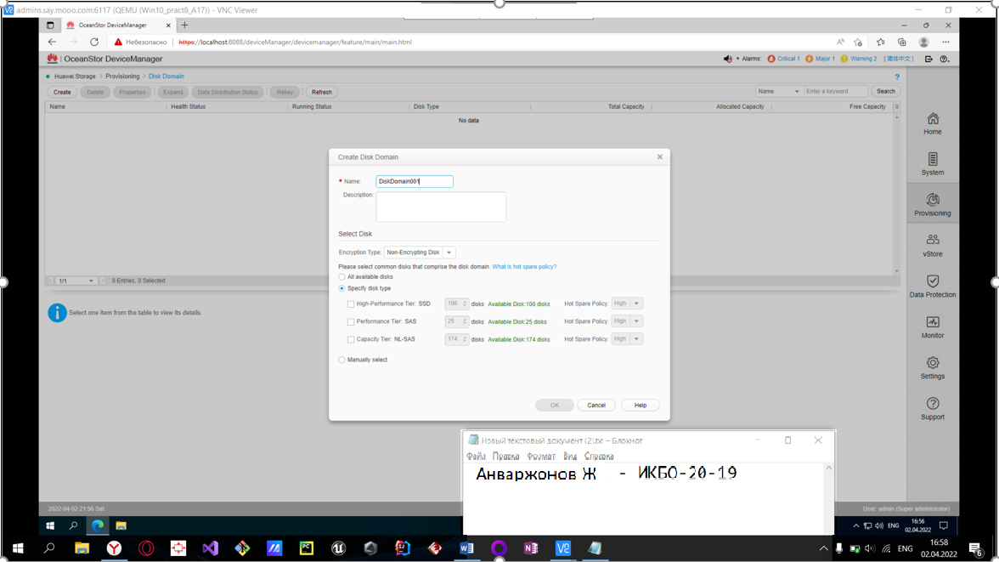 admins.say.mooo.com:6117 (QEMU (Win10_pract8_A17)) - VNC Viewer
OceanStor DeviceManager
Небезопасно https://localhost:8088/deviceManager/devicemanager/feature/main/main.html
OceanStor DeviceManager
Alarms: Critical 1 Major 1 Warning 2 [简体中文]
Huawei.Storage > Provisioning > Disk Domain
Create Delete Properties Expand Data Distribution Status Rekey Refresh Name Enter a keyword Search
Name Health Status Running Status Disk Type Total Capacity Allocated Capacity Free Capacity
No data
Home
System
Provisioning
vStore
Data Protection
Monitor
Settings
Support
Create Disk Domain
* Name: DiskDomain001
Description:
Select Disk
Encryption Type: Non-Encrypting Disk
Please select common disks that comprise the disk domain. What is hot spare policy?
All available disks
Specify disk type
High-Performance Tier: SSD 100 disks Available Disk:100 disks Hot Spare Policy: High
Performance Tier: SAS 25 disks Available Disk:25 disks Hot Spare Policy: High
Capacity Tier: NL-SAS 174 disks Available Disk:174 disks Hot Spare Policy: High
Manually select
OK Cancel Help
1/1 0 Entries, 0 Selected
Select one item from the table to view its details.
Новый текстовый документ (2).txt – Блокнот
Файл Правка Формат Вид Справка
Анваржонов Ж - ИКБО-20-19
2022-04-02 21:56 Sat User: admin (Super administrator)
ENG 16:56
02.04.2022
ENG 16:58
02.04.2022
6